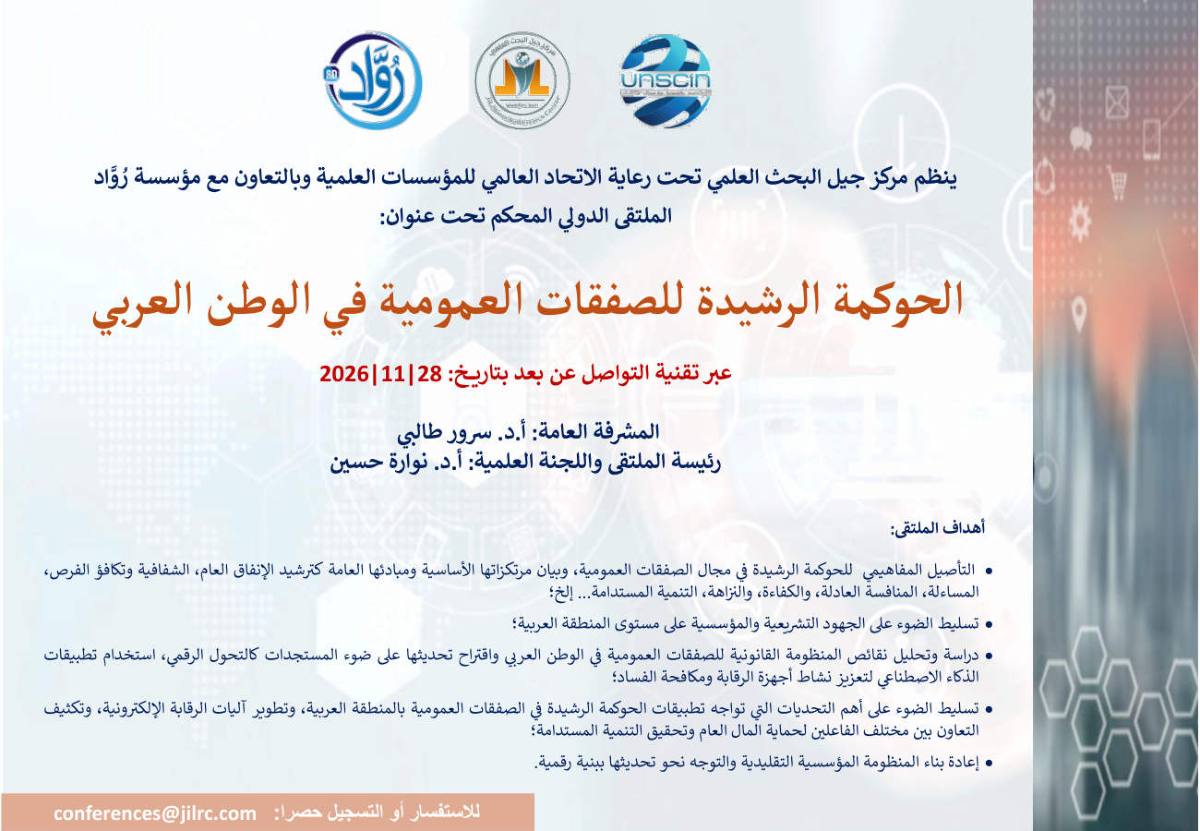 رُوَّاد
RO
مركز جيل البحث العلمي
UNSCIN
ينظم مركز جيل البحث العلمي تحت رعاية الاتحاد العالمي للمؤسسات العلمية وبالتعاون مع مؤسسة رُوَّاد
الملتقى الدولي المحكم تحت عنوان:
الحوكمة الرشيدة للصفقات العمومية في الوطن العربي
عبر تقنية التواصل عن بعد بتاريخ: 28|11|2026
المشرفة العامة: أ.د. سرور طالبي
رئيسة الملتقى واللجنة العلمية: أ.د. نوارة حسين
أهداف الملتقى:
• التأصيل المفاهيمي للحوكمة الرشيدة في مجال الصفقات العمومية، وبيان مرتكزاتها الأساسية ومبادئها العامة كترشيد الإنفاق العام، الشفافية وتكافؤ الفرص،
المساءلة، المنافسة العادلة، والكفاءة، والنزاهة، التنمية المستدامة... إلخ؛
• تسليط الضوء على الجهود التشريعية والمؤسسية على مستوى المنطقة العربية؛
• دراسة وتحليل نقائص المنظومة القانونية للصفقات العمومية في الوطن العربي واقتراح تحديثها على ضوء المستجدات كالتحول الرقمي، استخدام تطبيقات
الذكاء الاصطناعي لتعزيز نشاط أجهزة الرقابة ومكافحة الفساد؛
• تسليط الضوء على أهم التحديات التي تواجه تطبيقات الحوكمة الرشيدة في الصفقات العمومية بالمنطقة العربية، وتطوير آليات الرقابة الإلكترونية، وتكثيف
التعاون بين مختلف الفاعلين لحماية المال العام وتحقيق التنمية المستدامة؛
• إعادة بناء المنظومة المؤسسية التقليدية والتوجه نحو تحديثها ببنية رقمية.
للاستفسار أو التسجيل حصرا: conferences@jilrc.com